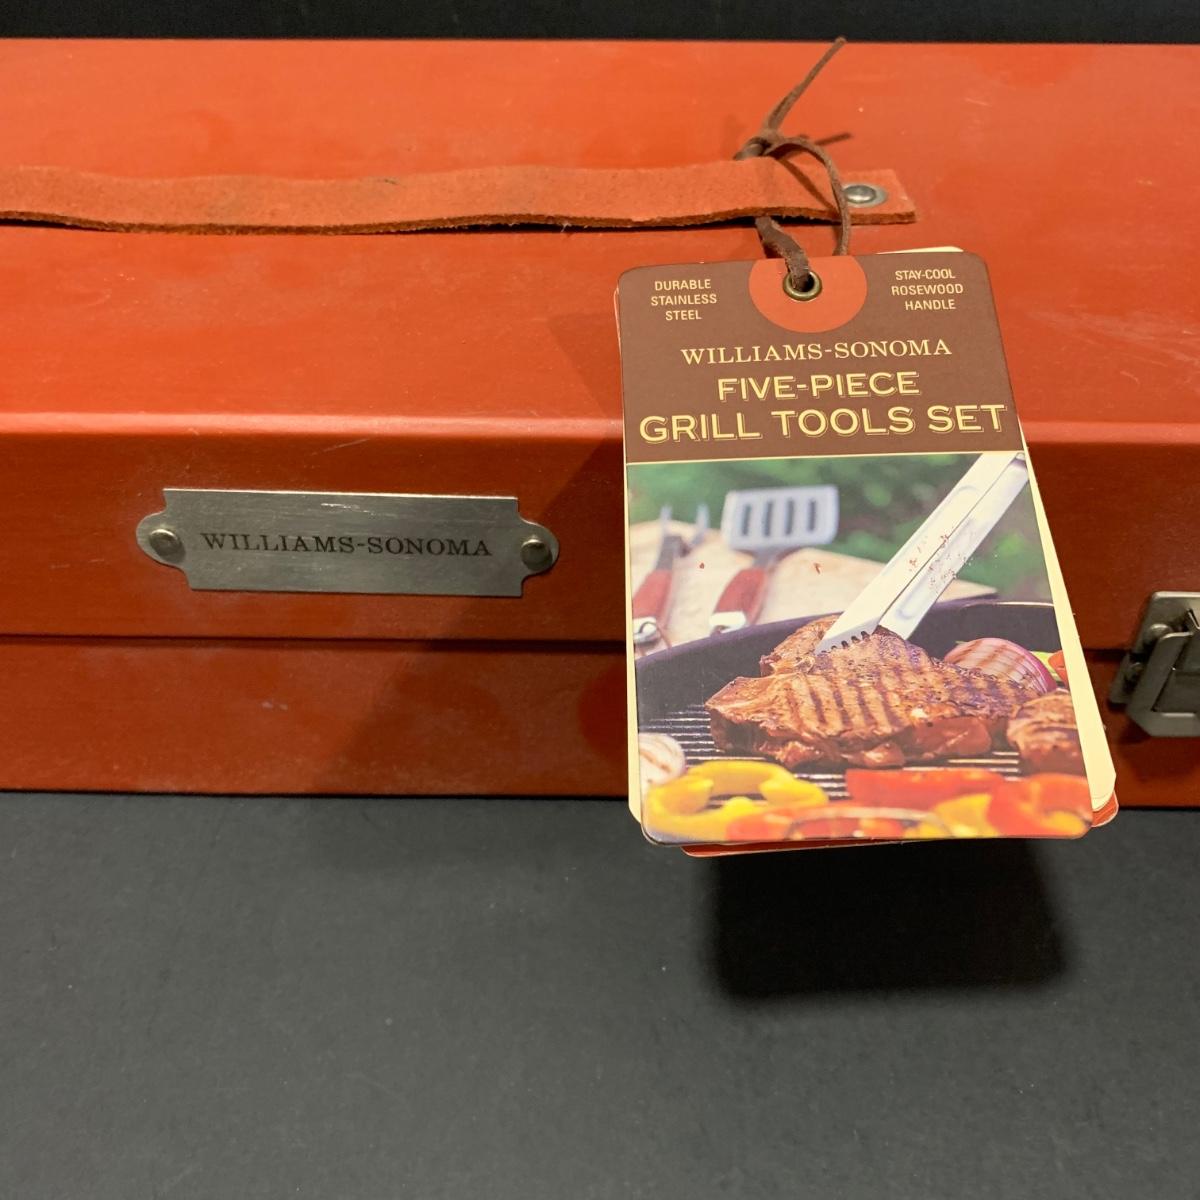 DURABLE
STAINLESS
STEEL
STAY-COOL
ROSEWOOD
HANDLE
WILLIAMS-SONOMA
FIVE-PIECE
GRILL TOOLS SET
WILLIAMS-SONOMA